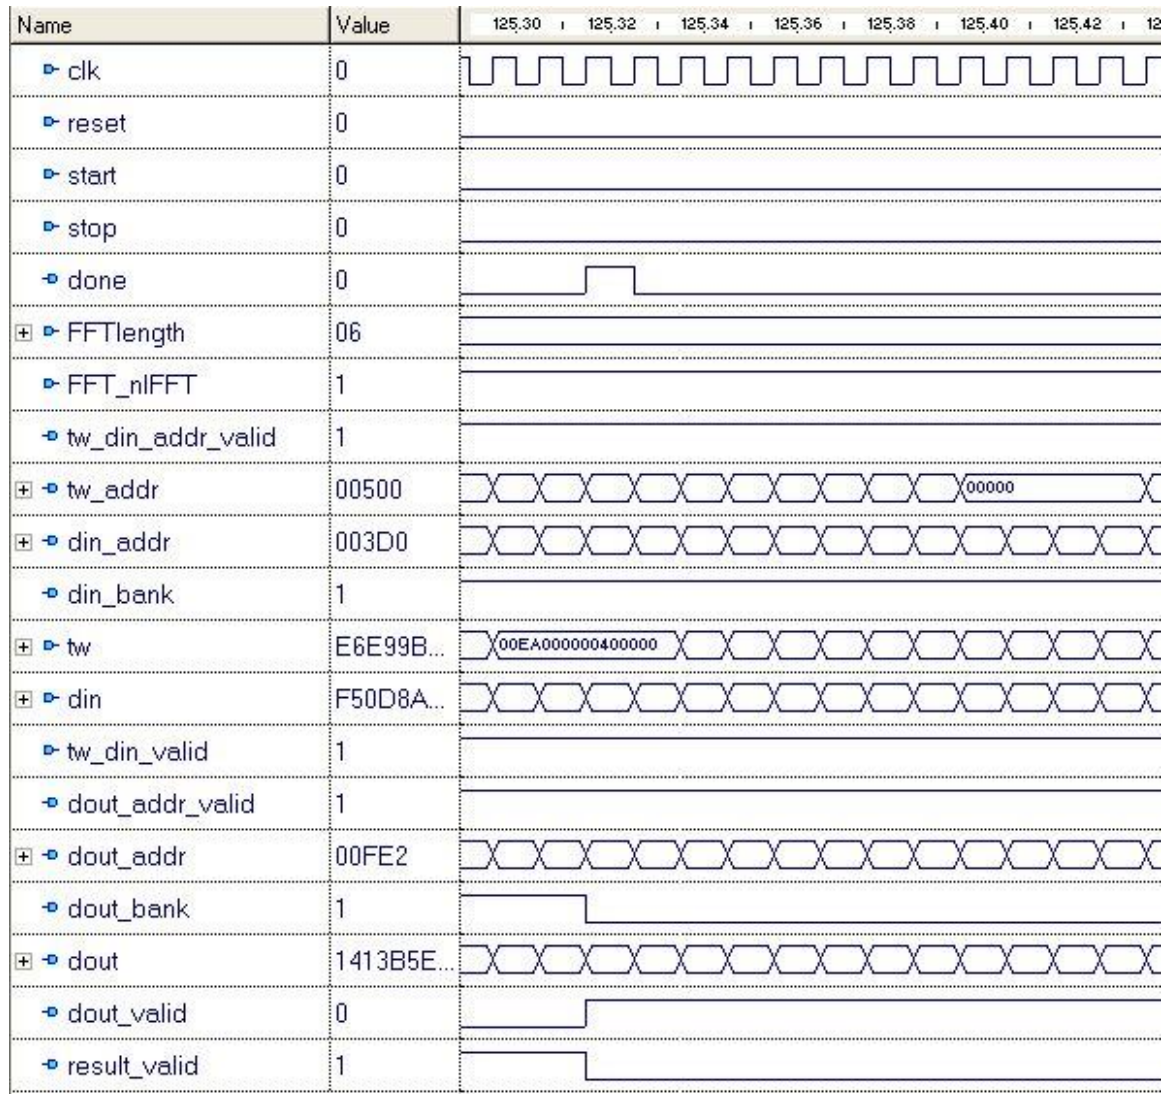 Name Value 125.30 125.32 125.34 125.36 125.38 125.40 125.42 12
clk 0
reset 0
start 0
stop 0
done 0
FFTlength 06
FFT_nIFFT 1
tw_din_addr_valid 1
tw_addr 00500 00000
din_addr 003D0
din_bank 1
tw E6E99B... 00EA000000400000
din F50D8A...
tw_din_valid 1
dout_addr_valid 1
dout_addr 00FE2
dout_bank 1
dout 1413B5E...
dout_valid 0
result_valid 1